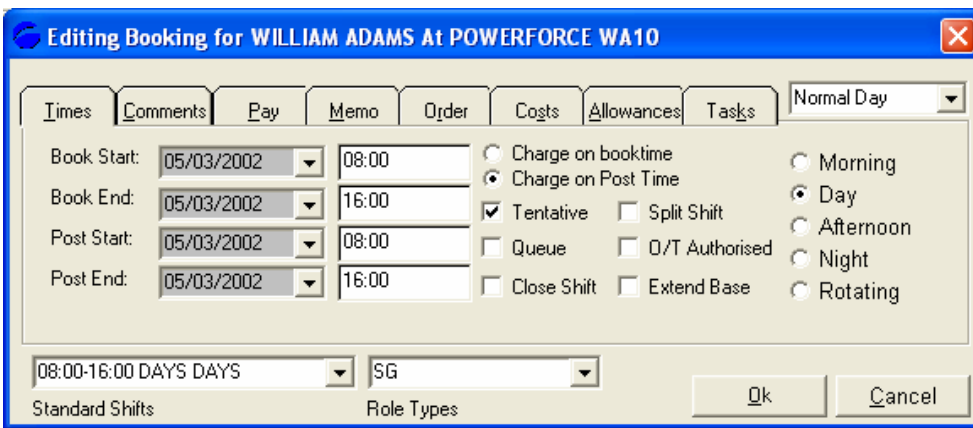 Editing Booking for WILLIAM ADAMS At POWERFORCE WA10
Times Comments Pay Memo Order Costs Allowances Tasks Normal Day
Book Start: 05/03/2002 08:00
Book End: 05/03/2002 16:00
Post Start: 05/03/2002 08:00
Post End: 05/03/2002 16:00
Charge on booktime
Charge on Post Time
Tentative Split Shift
Queue O/T Authorised
Close Shift Extend Base
Morning
Day
Afternoon
Night
Rotating
08:00-16:00 DAYS DAYS SG
Standard Shifts Role Types
Ok Cancel